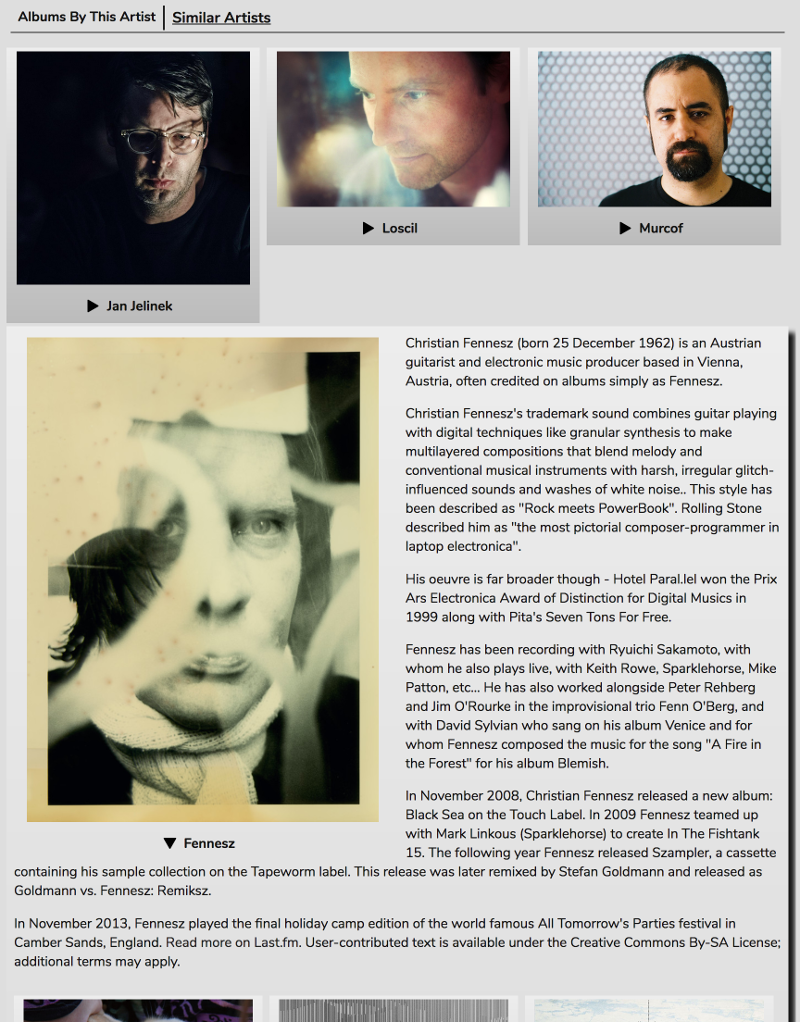 Albums By This Artist | Similar Artists
▶ Jan Jelinek
▶ Loscil
▶ Murcof
▼ Fennesz
Christian Fennesz (born 25 December 1962) is an Austrian
guitarist and electronic music producer based in Vienna,
Austria, often credited on albums simply as Fennesz.
Christian Fennesz's trademark sound combines guitar playing
with digital techniques like granular synthesis to make
multilayered compositions that blend melody and
conventional musical instruments with harsh, irregular glitch-
influenced sounds and washes of white noise.. This style has
been described as "Rock meets PowerBook". Rolling Stone
described him as "the most pictorial composer-programmer in
laptop electronica".
His oeuvre is far broader though - Hotel Paral.lel won the Prix
Ars Electronica Award of Distinction for Digital Musics in
1999 along with Pita's Seven Tons For Free.
Fennesz has been recording with Ryuichi Sakamoto, with
whom he also plays live, with Keith Rowe, Sparklehorse, Mike
Patton, etc... He has also worked alongside Peter Rehberg
and Jim O'Rourke in the improvisional trio Fenn O'Berg, and
with David Sylvian who sang on his album Venice and for
whom Fennesz composed the music for the song "A Fire in
the Forest" for his album Blemish.
In November 2008, Christian Fennesz released a new album:
Black Sea on the Touch Label. In 2009 Fennesz teamed up
with Mark Linkous (Sparklehorse) to create In The Fishtank
15. The following year Fennesz released Szampler, a cassette
containing his sample collection on the Tapeworm label. This release was later remixed by Stefan Goldmann and released as
Goldmann vs. Fennesz: Remiksz.
In November 2013, Fennesz played the final holiday camp edition of the world famous All Tomorrow's Parties festival in
Camber Sands, England. Read more on Last.fm. User-contributed text is available under the Creative Commons By-SA License;
additional terms may apply.